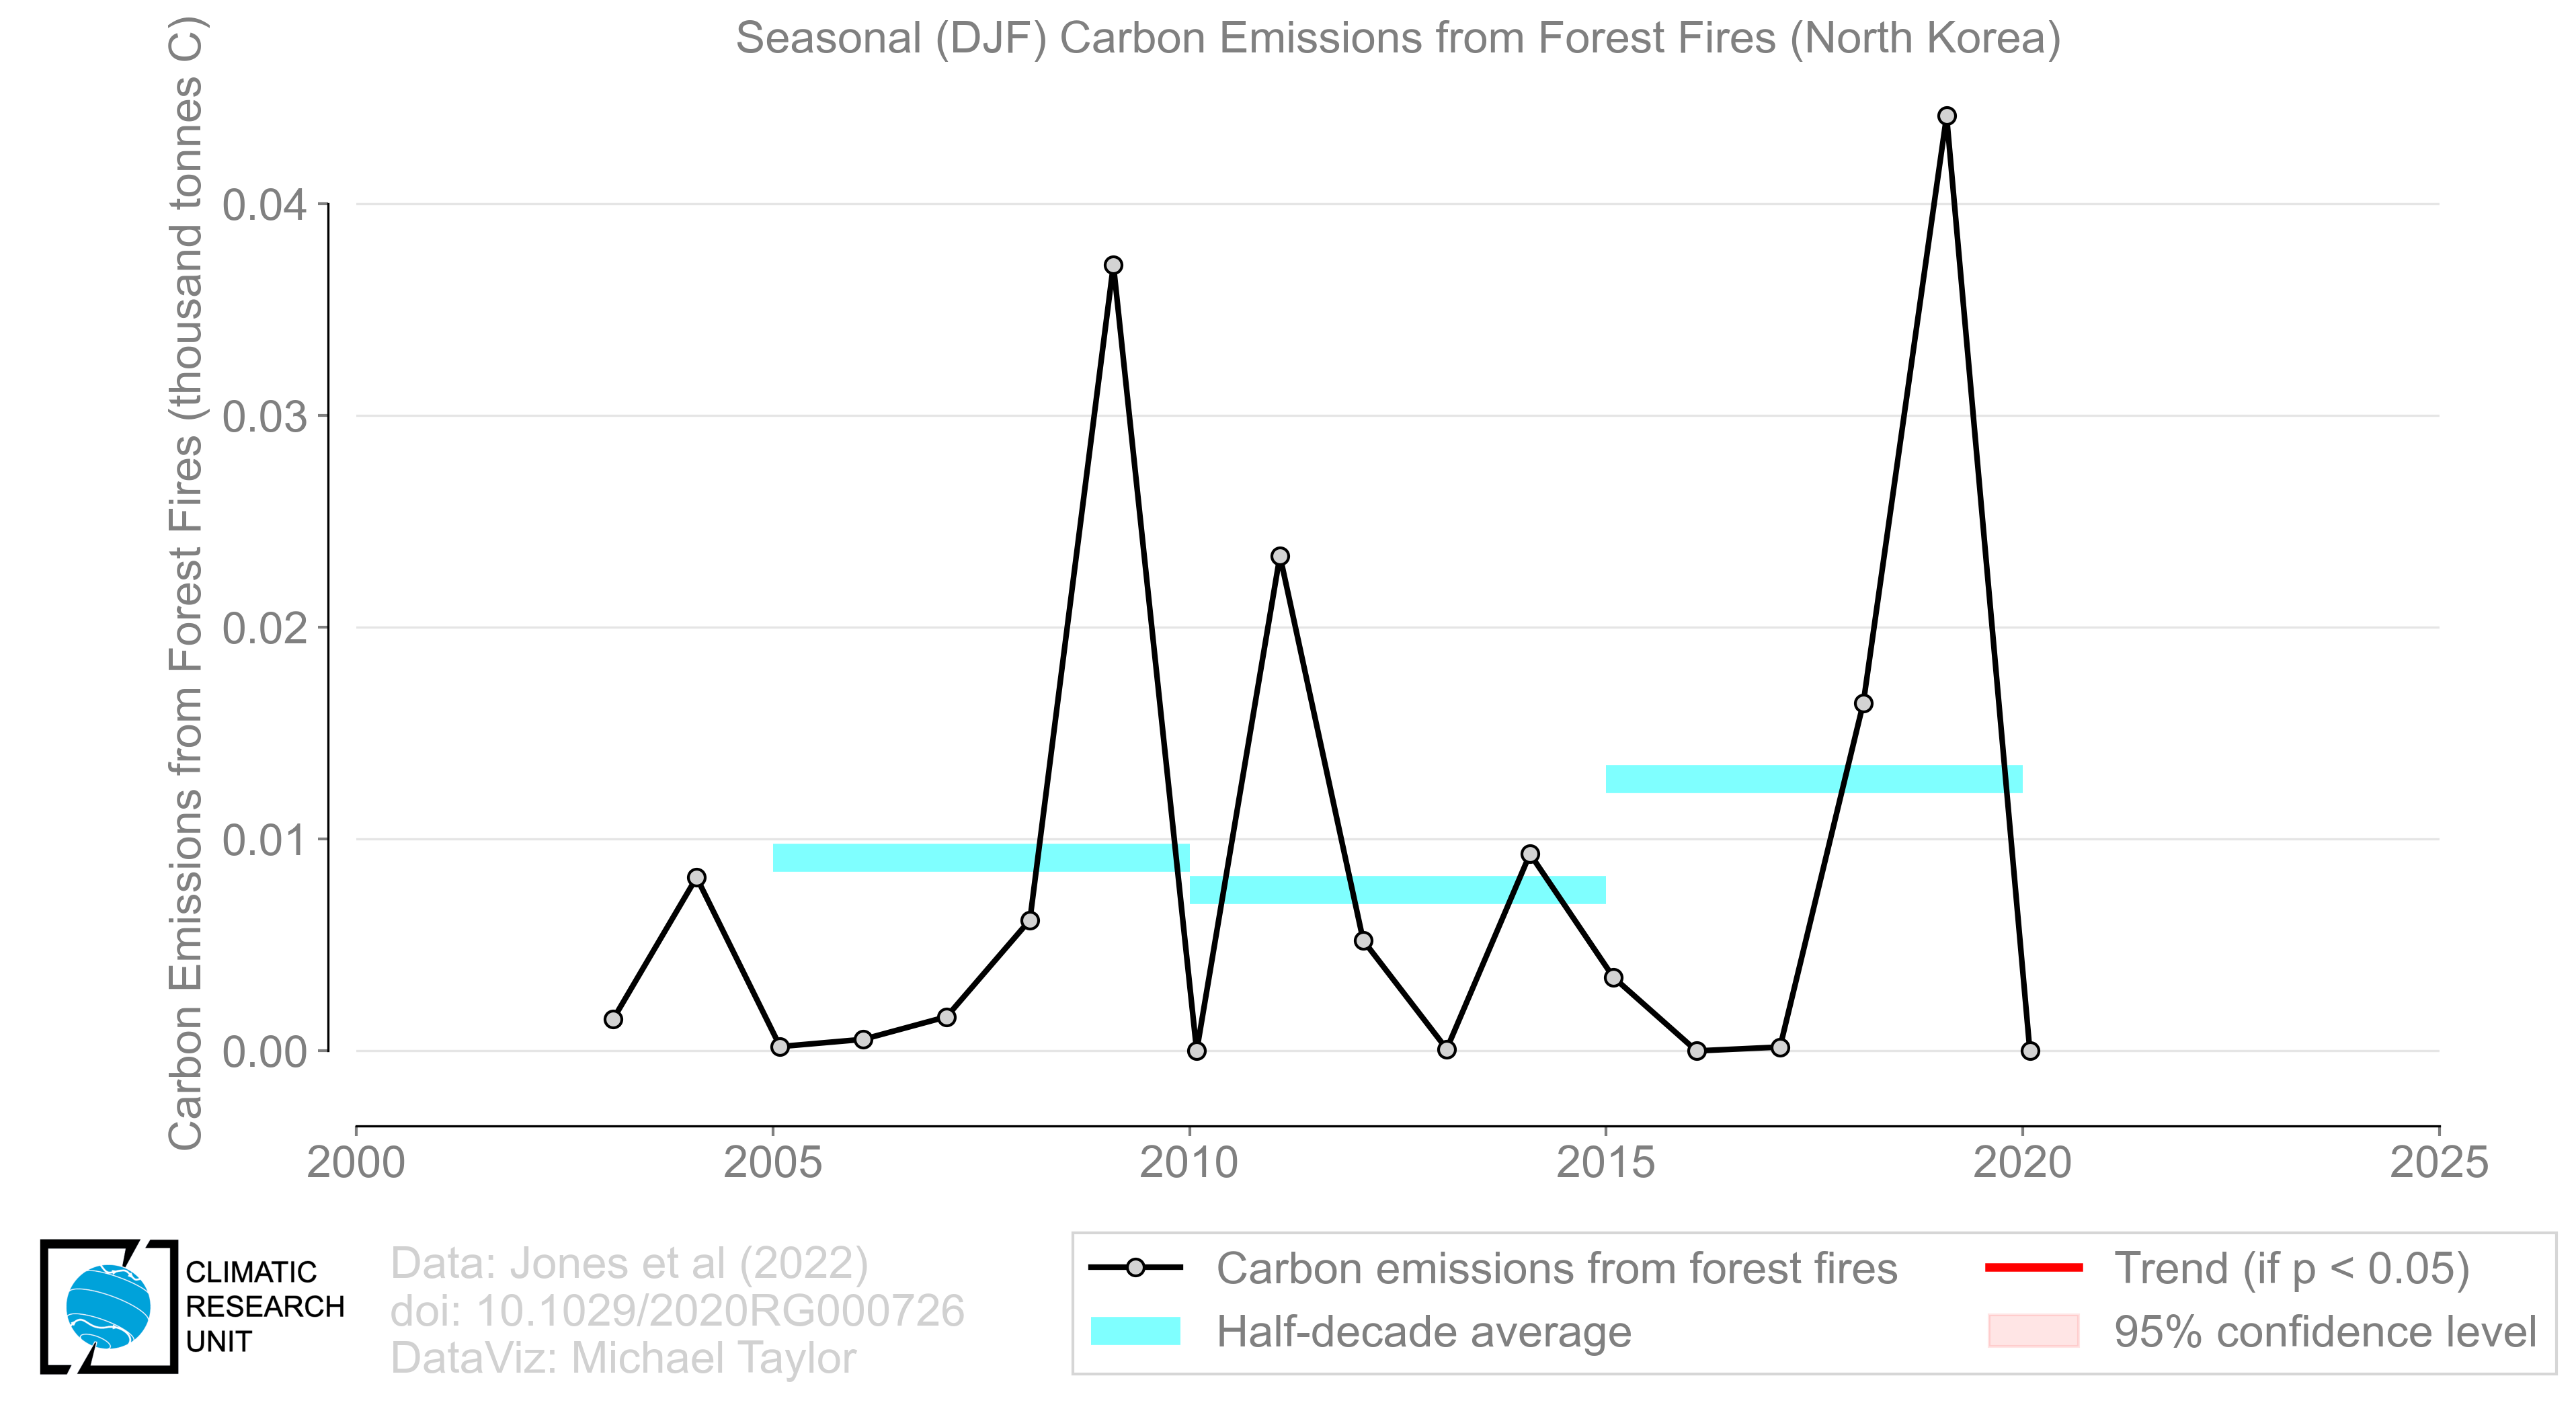 Seasonal (DJF) Carbon Emissions from Forest Fires (North Korea)
Carbon Emissions from Forest Fires (thousand tonnes C)
0.04
0.03
0.02
0.01
0.00
2000 2005 2010 2015 2020 2025
CLIMATIC
RESEARCH
UNIT
Data: Jones et al (2022)
doi: 10.1029/2020RG000726
DataViz: Michael Taylor
Carbon emissions from forest fires
Half-decade average
Trend (if p < 0.05)
95% confidence level